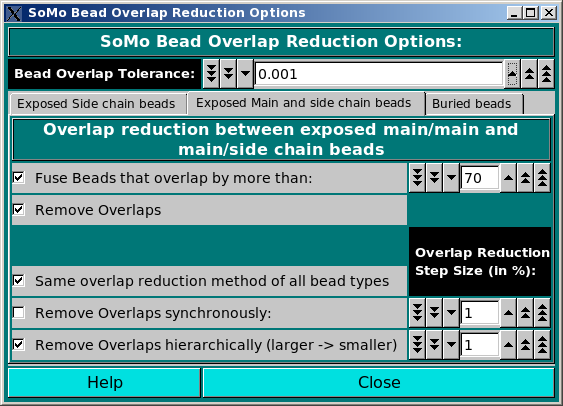 SoMo Bead Overlap Reduction Options
SoMo Bead Overlap Reduction Options:
Bead Overlap Tolerance: 0.001
Exposed Side chain beads Exposed Main and side chain beads Buried beads
Overlap reduction between exposed main/main and
main/side chain beads
Fuse Beads that overlap by more than: 70
Remove Overlaps
Overlap Reduction
Step Size (in %):
Same overlap reduction method of all bead types
Remove Overlaps synchronously: 1
Remove Overlaps hierarchically (larger -> smaller) 1
Help Close